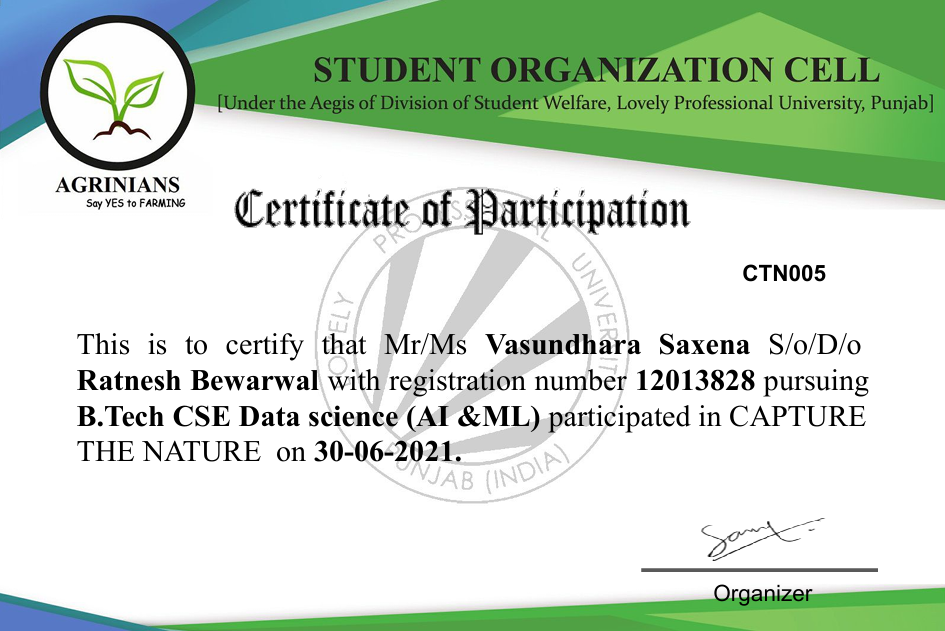 STUDENT ORGANIZATION CELL
[Under the Aegis of Division of Student Welfare, Lovely Professional University, Punjab]
AGRINIANS
Say YES to FARMING
Certificate of Participation
LOVELY PROFESSIONAL UNIVERSITY
PUNJAB (INDIA)
CTN005
This is to certify that Mr/Ms Vasundhara Saxena S/o/D/o
Ratnesh Bewarwal with registration number 12013828 pursuing
B.Tech CSE Data science (AI &ML) participated in CAPTURE
THE NATURE on 30-06-2021.
Organizer